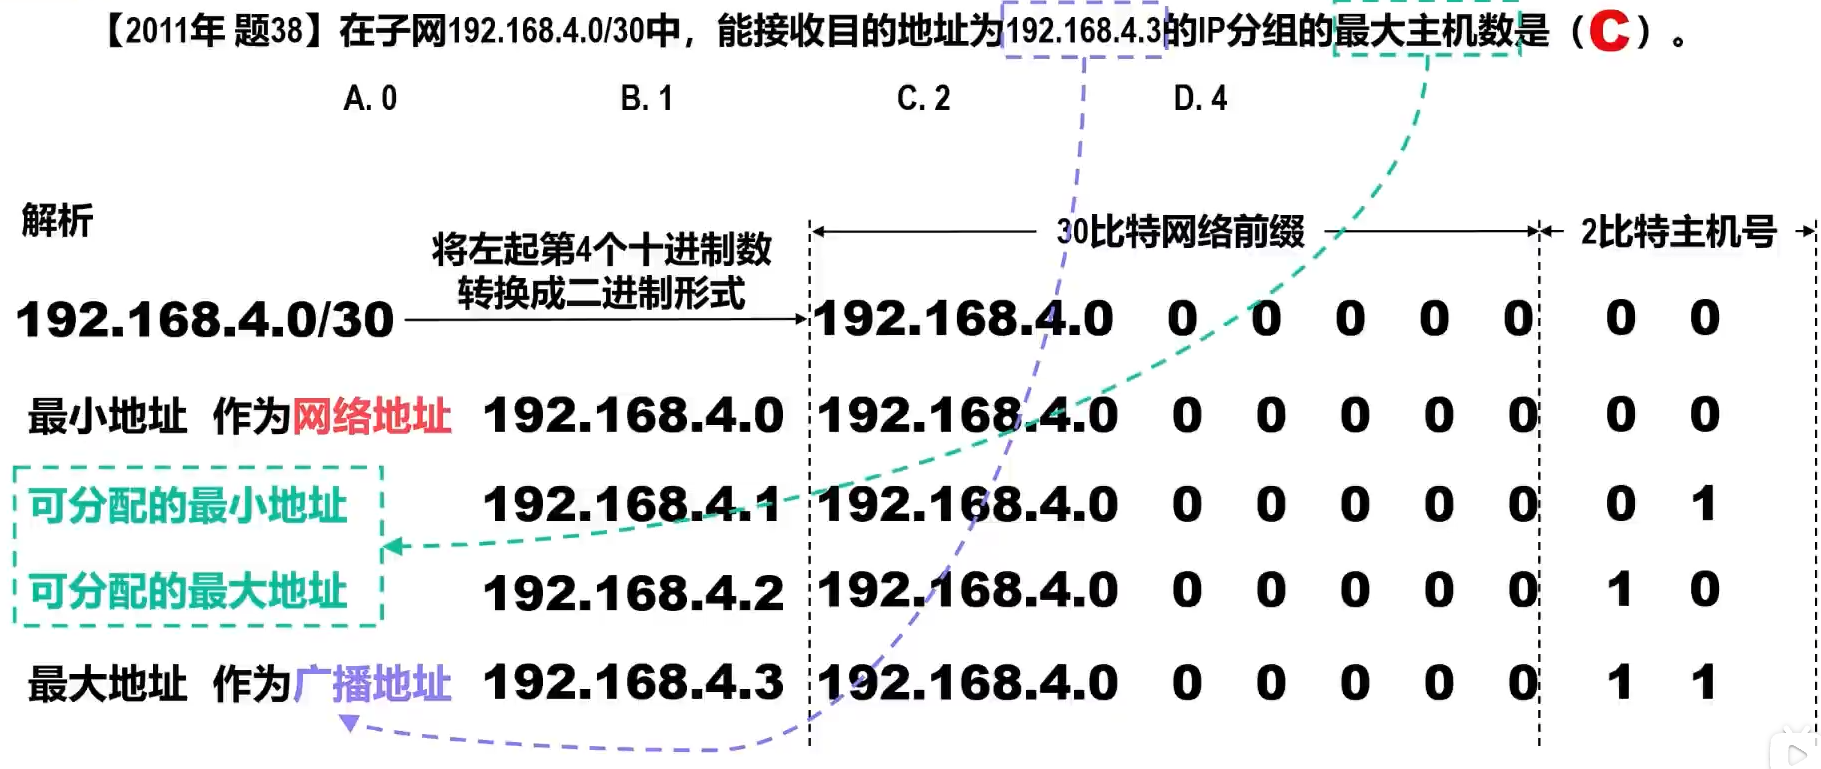 【2011年 题38】在子网192.168.4.0/30中，能接收目的地址为192.168.4.3的IP分组的最大主机数是（C）。
A. 0 B. 1 C. 2 D. 4
解析
将左起第4个十进制数
转换成二进制形式
30比特网络前缀 2比特主机号
192.168.4.0/30 192.168.4.0 0 0 0 0 0 0 0
最小地址 作为网络地址 192.168.4.0 192.168.4.0 0 0 0 0 0 0 0
可分配的最小地址 192.168.4.1 192.168.4.0 0 0 0 0 0 0 1
可分配的最大地址 192.168.4.2 192.168.4.0 0 0 0 0 0 1 0
最大地址 作为广播地址 192.168.4.3 192.168.4.0 0 0 0 0 0 1 1